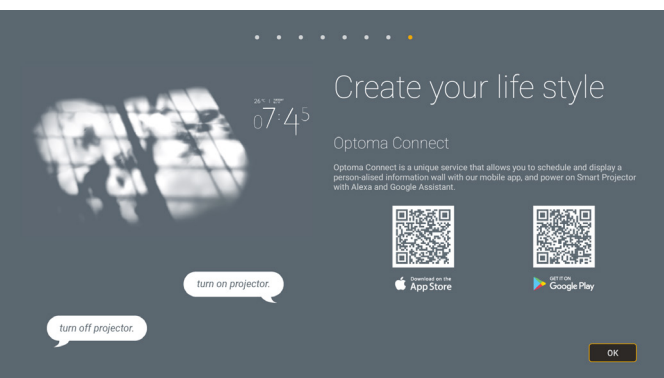 Create your life style
07:45
Optoma Connect
Optoma Connect is a unique service that allows you to schedule and display a
person-alised information wall with our mobile app, and power on Smart Projector
with Alexa and Google Assistant.
turn on projector.
Download on the
App Store
GET IT ON
Google Play
turn off projector.
OK